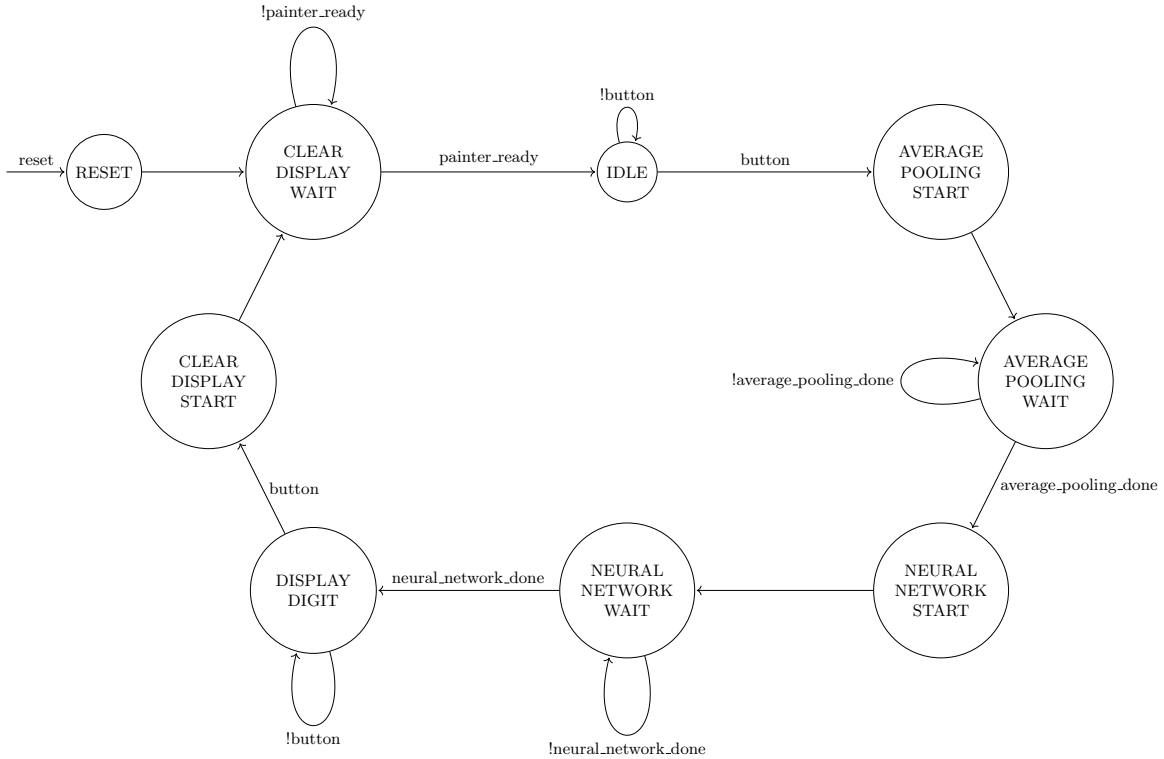 !painter_ready
!button
reset
RESET
CLEAR
DISPLAY
WAIT
painter_ready
IDLE
button
AVERAGE
POOLING
START
CLEAR
DISPLAY
START
!average_pooling_done
AVERAGE
POOLING
WAIT
button
average_pooling_done
DISPLAY
DIGIT
neural_network_done
NEURAL
NETWORK
WAIT
NEURAL
NETWORK
START
!button
!neural_network_done